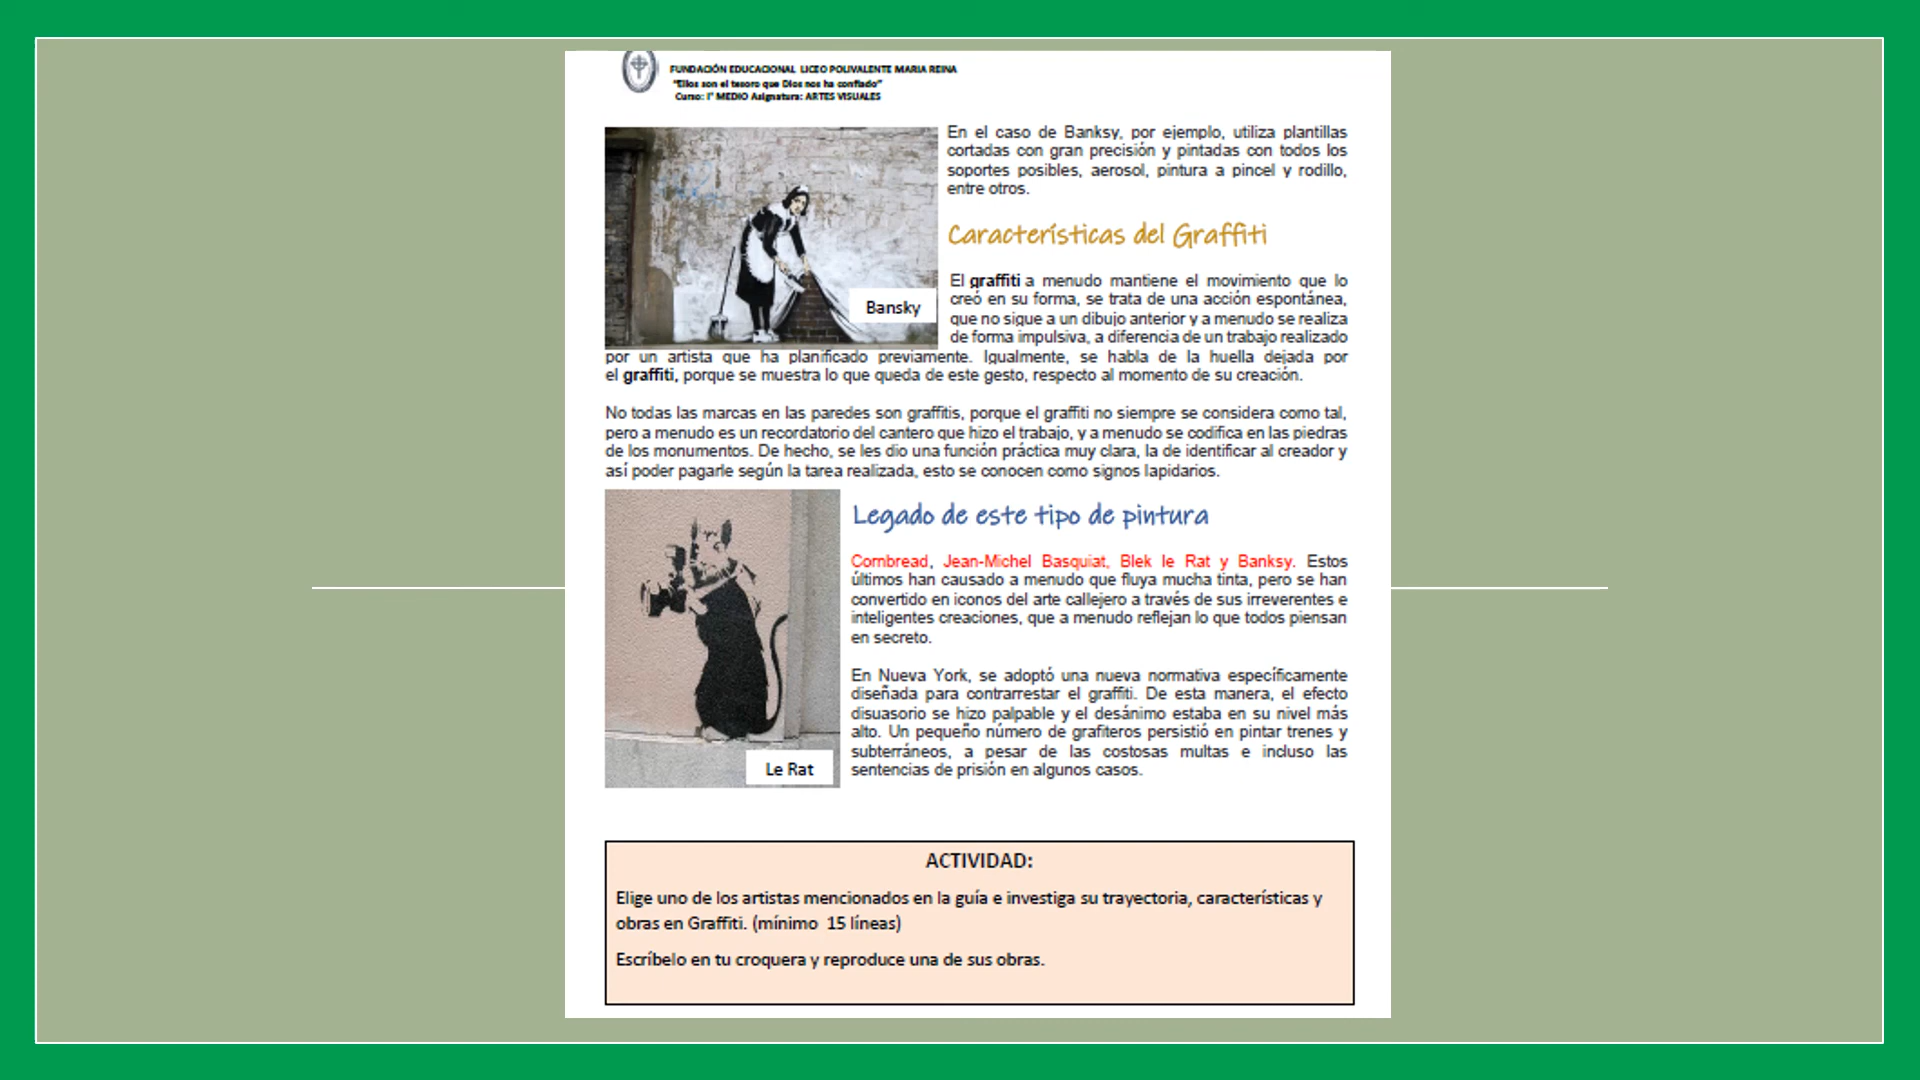 FUNDACIÓN EDUCACIONAL LICEO POLIVALENTE MARIA REINA
"Ellos son el tesoro que Dios nos ha confiado"
Curso: I° MEDIO Asignatura: ARTES VISUALES
En el caso de Banksy, por ejemplo, utiliza plantillas
cortadas con gran precisión y pintadas con todos los
soportes posibles, aerosol, pintura a pincel y rodillo,
entre otros.
Características del Graffiti
El graffiti a menudo mantiene el movimiento que lo
creó en su forma, se trata de una acción espontánea,
Bansky
que no sigue a un dibujo anterior y a menudo se realiza
de forma impulsiva, a diferencia de un trabajo realizado
por un artista que ha planificado previamente. Igualmente, se habla de la huella dejada por
el graffiti, porque se muestra lo que queda de este gesto, respecto al momento de su creación.
No todas las marcas en las paredes son graffitis, porque el graffiti no siempre se considera como tal,
pero a menudo es un recordatorio del cantero que hizo el trabajo, y a menudo se codifica en las piedras
de los monumentos. De hecho, se les dio una función práctica muy clara, la de identificar al creador y
así poder pagarle según la tarea realizada, esto se conocen como signos lapidarios.
Legado de este tipo de pintura
Cornbread, Jean-Michel Basquiat, Blek le Rat y Banksy. Estos
últimos han causado a menudo que fluya mucha tinta, pero se han
convertido en iconos del arte callejero a través de sus irreverentes e
inteligentes creaciones, que a menudo reflejan lo que todos piensan
en secreto.
En Nueva York, se adoptó una nueva normativa específicamente
diseñada para contrarrestar el graffiti. De esta manera, el efecto
disuasorio se hizo palpable y el desánimo estaba en su nivel más
alto. Un pequeño número de grafiteros persistió en pintar trenes y
subterráneos, a pesar de las costosas multas e incluso las
sentencias de prisión en algunos casos.
Le Rat
ACTIVIDAD:
Elige uno de los artistas mencionados en la guía e investiga su trayectoria, características y
obras en Graffiti. (mínimo 15 líneas)
Escríbelo en tu croquera y reproduce una de sus obras.